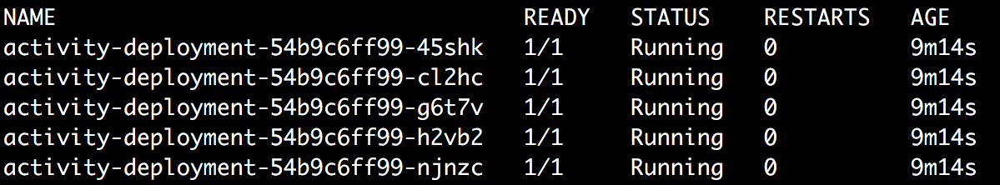 NAME READY STATUS RESTARTS AGE
activity-deployment-54b9c6ff99-45shk 1/1 Running 0 9m14s
activity-deployment-54b9c6ff99-cl2hc 1/1 Running 0 9m14s
activity-deployment-54b9c6ff99-g6t7v 1/1 Running 0 9m14s
activity-deployment-54b9c6ff99-h2vb2 1/1 Running 0 9m14s
activity-deployment-54b9c6ff99-njnzc 1/1 Running 0 9m14s